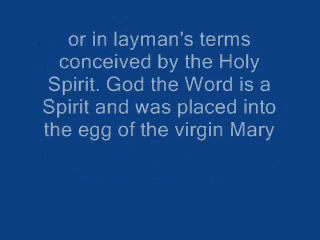 or in layman's terms
conceived by the Holy
Spirit. God the Word is a
Spirit and was placed into
the egg of the virgin Mary